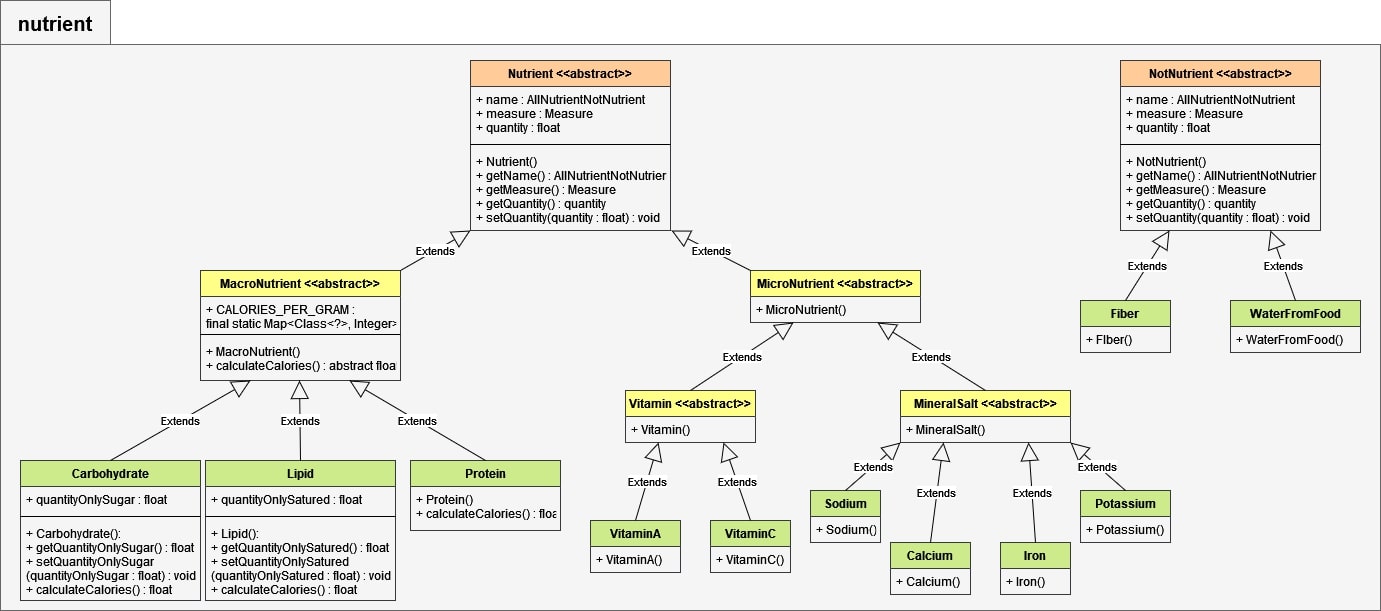 nutrient
Nutrient <<abstract>>
+ name : AllNutrientNotNutrient
+ measure : Measure
+ quantity : float
+ Nutrient()
+ getName() : AllNutrientNotNutrier
+ getMeasure() : Measure
+ getQuantity() : quantity
+ setQuantity(quantity : float) : void
NotNutrient <<abstract>>
+ name : AllNutrientNotNutrient
+ measure : Measure
+ quantity : float
+ NotNutrient()
+ getName() : AllNutrientNotNutrier
+ getMeasure() : Measure
+ getQuantity() : quantity
+ setQuantity(quantity : float) : void
Extends
Extends
Extends
Extends
MacroNutrient <<abstract>>
+ CALORIES_PER_GRAM :
final static Map<Class<?>, Integer>
+ MacroNutrient()
+ calculateCalories() : abstract floa
MicroNutrient <<abstract>>
+ MicroNutrient()
Fiber
+ FIber()
WaterFromFood
+ WaterFromFood()
Extends
Extends
Extends
Extends
Extends
Vitamin <<abstract>>
+ Vitamin()
MineralSalt <<abstract>>
+ MineralSalt()
Carbohydrate
+ quantityOnlySugar : float
+ Carbohydrate():
+ getQuantityOnlySugar() : float
+ setQuantityOnlySugar
(quantityOnlySugar : float) : void
+ calculateCalories() : float
Lipid
+ quantityOnlySatured : float
+ Lipid():
+ getQuantityOnlySatured() : float
+ setQuantityOnlySatured
(quantityOnlySatured : float) : void
+ calculateCalories() : float
Protein
+ Protein()
+ calculateCalories() : floa
Extends
Extends
Extends
Extends
Extends
Extends
VitaminA
+ VitaminA()
VitaminC
+ VitaminC()
Sodium
+ Sodium()
Calcium
+ Calcium()
Iron
+ Iron()
Potassium
+ Potassium()